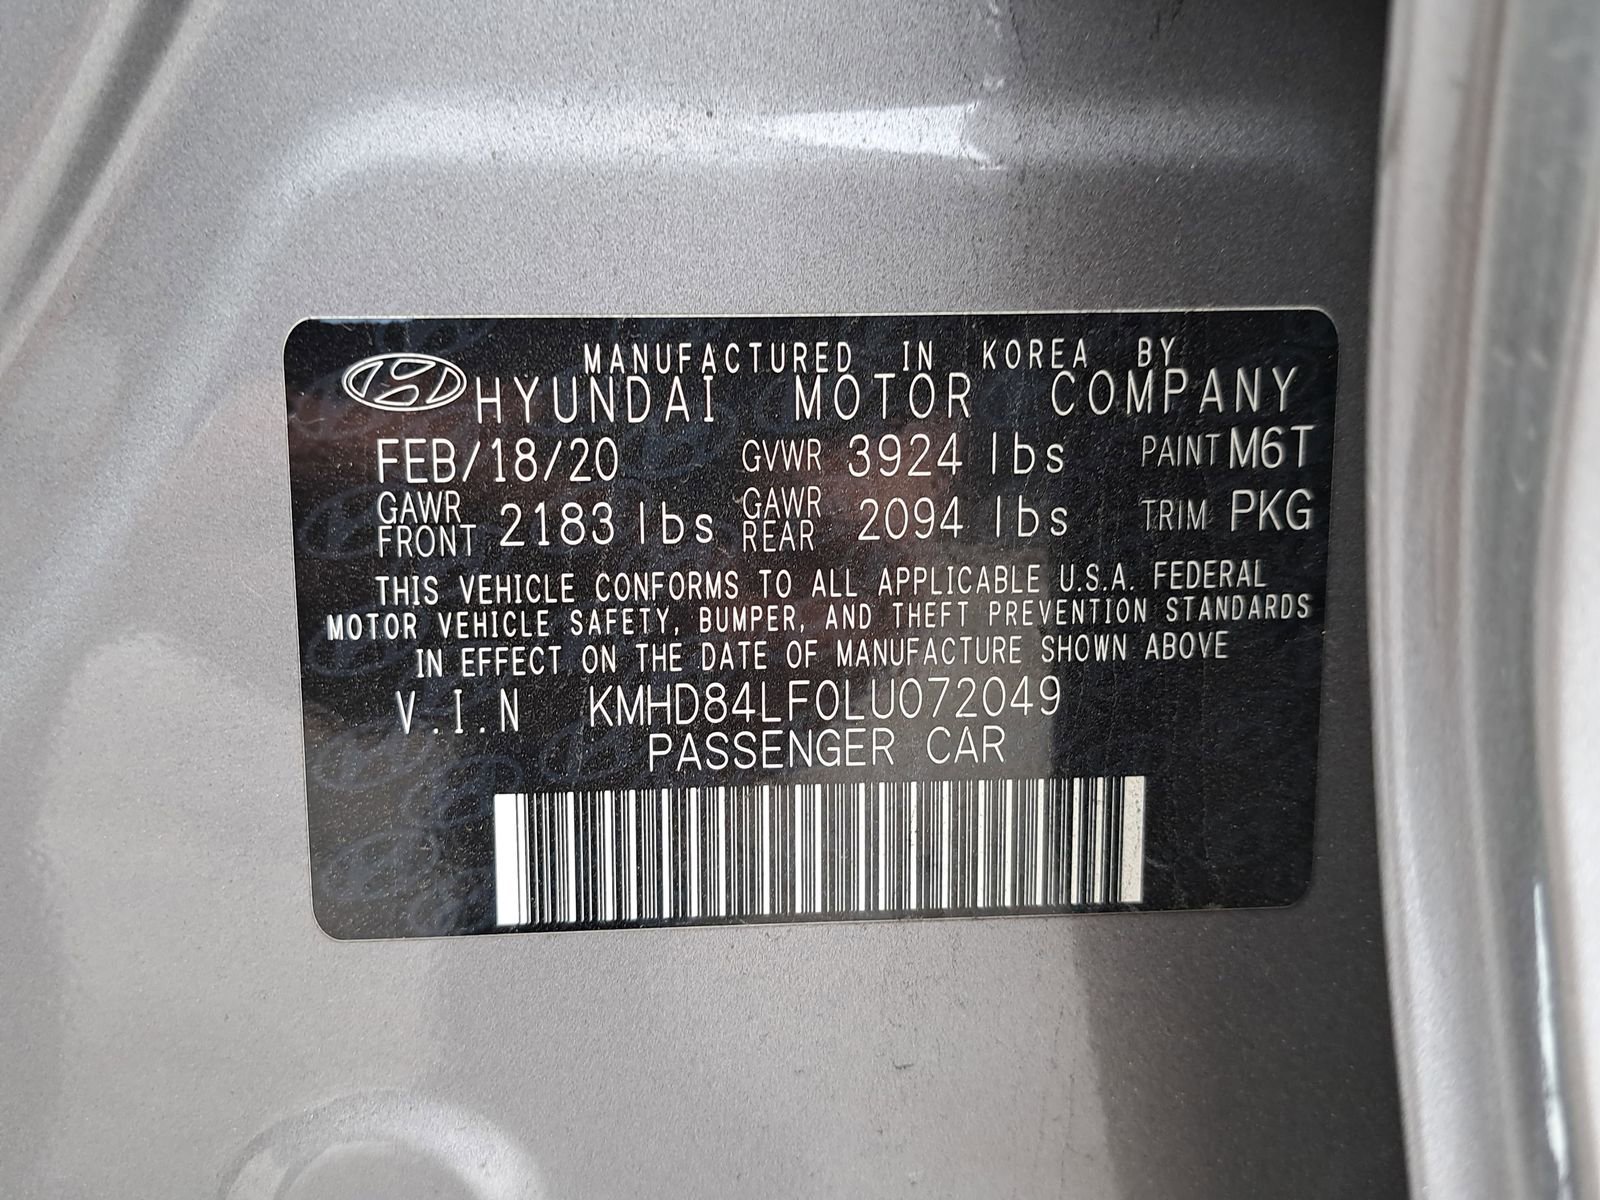 MANUFACTURED IN KOREA BY
HYUNDAI MOTOR COMPANY
FEB/18/20 GVWR 3924 lbs PAINT M6T
GAWR FRONT 2183 lbs GAWR REAR 2094 lbs TRIM PKG
THIS VEHICLE CONFORMS TO ALL APPLICABLE U.S.A. FEDERAL
MOTOR VEHICLE SAFETY, BUMPER, AND THEFT PREVENTION STANDARDS
IN EFFECT ON THE DATE OF MANUFACTURE SHOWN ABOVE
V.I.N KMHD84LF0LU072049
PASSENGER CAR